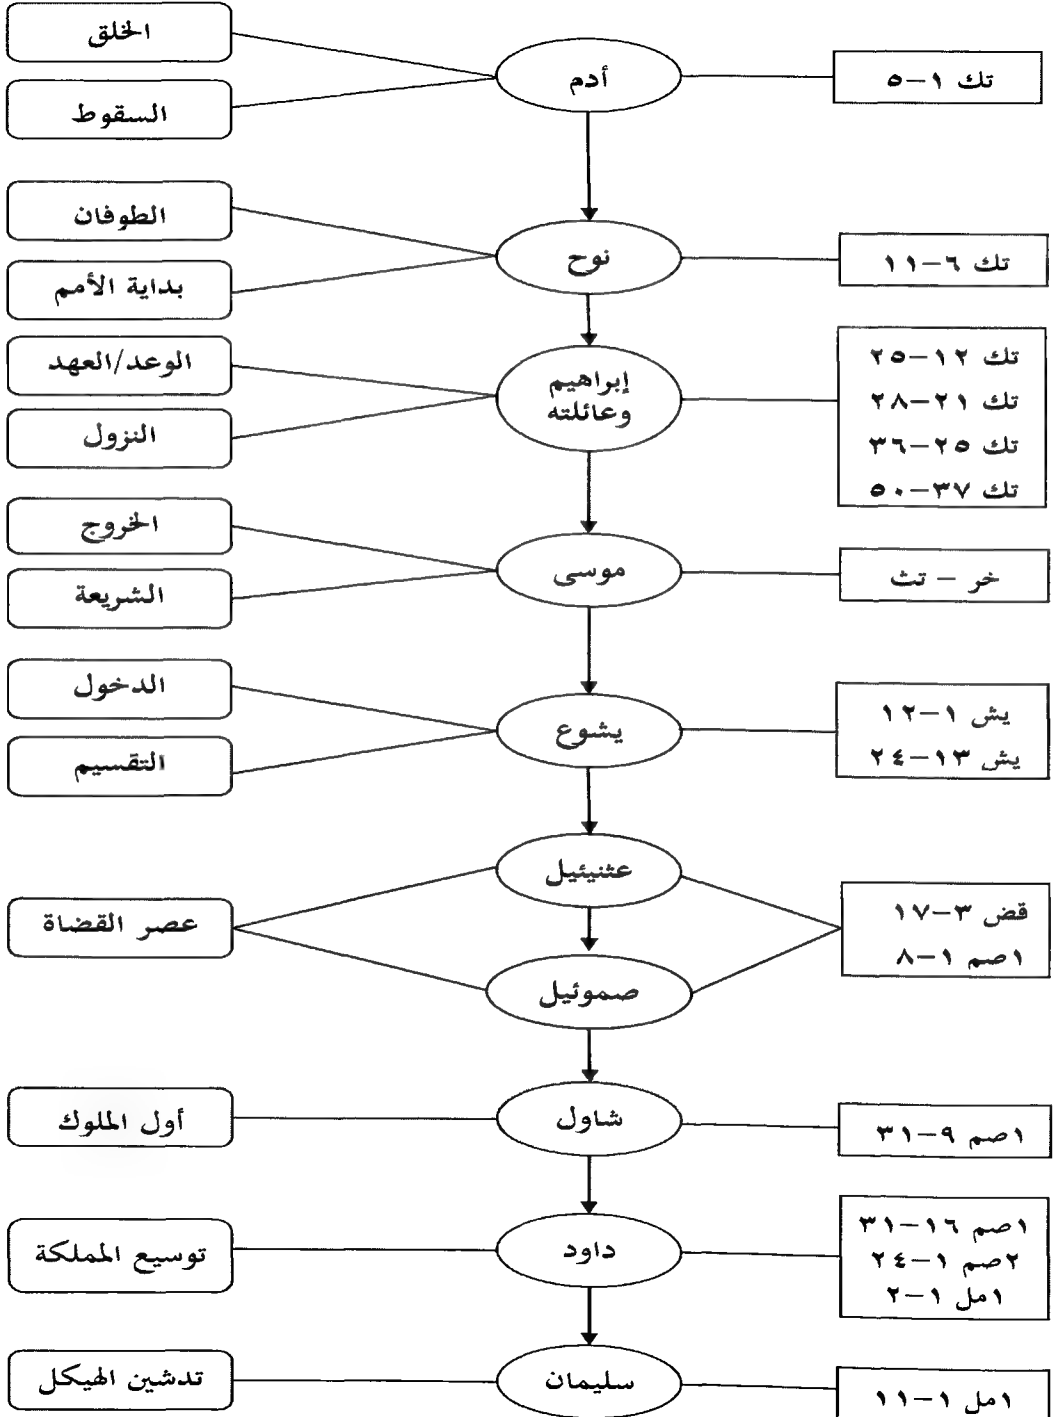 الخلق
السقوط
أدم
تك ١–٥
الطوفان
بداية الأمم
نوح
تك ٦–١١
الوعد/العهد
النزول
إبراهيم
وعائلته
تك ١٢–٢٥
تك ٢١–٢٨
تك ٢٥–٣٦
تك ٣٧–٥٠
الخروج
الشريعة
موسى
خر – تث
الدخول
التقسيم
يشوع
يش ١–١٢
يش ١٣–٢٤
عصر القضاة
عثنيئيل
صموئيل
قض ٣–١٧
١صم ١–٨
أول الملوك
شاول
١صم ٩–٣١
توسيع المملكة
داود
١صم ١٦–٣١
٢صم ١–٢٤
١مل ١–٢
تدشين الهيكل
سليمان
١مل ١–١١